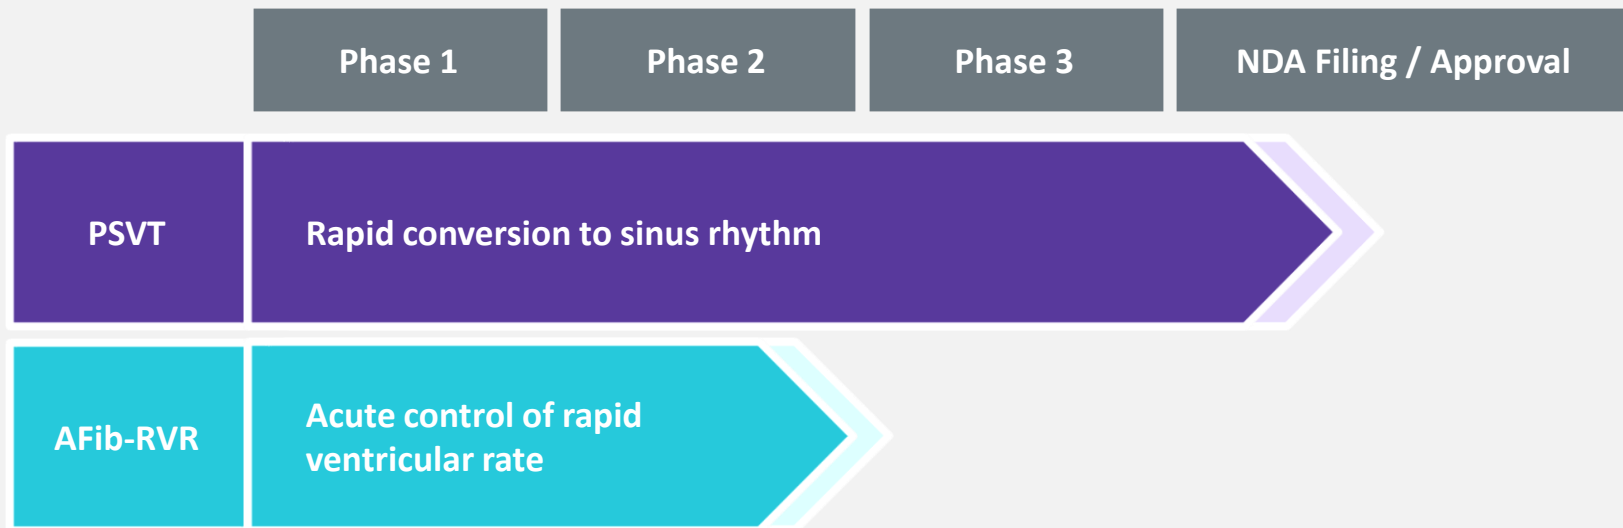 Phase 1
Phase 2
Phase 3
NDA Filing / Approval
PSVT
Rapid conversion to sinus rhythm
AFib-RVR
Acute control of rapid
ventricular rate